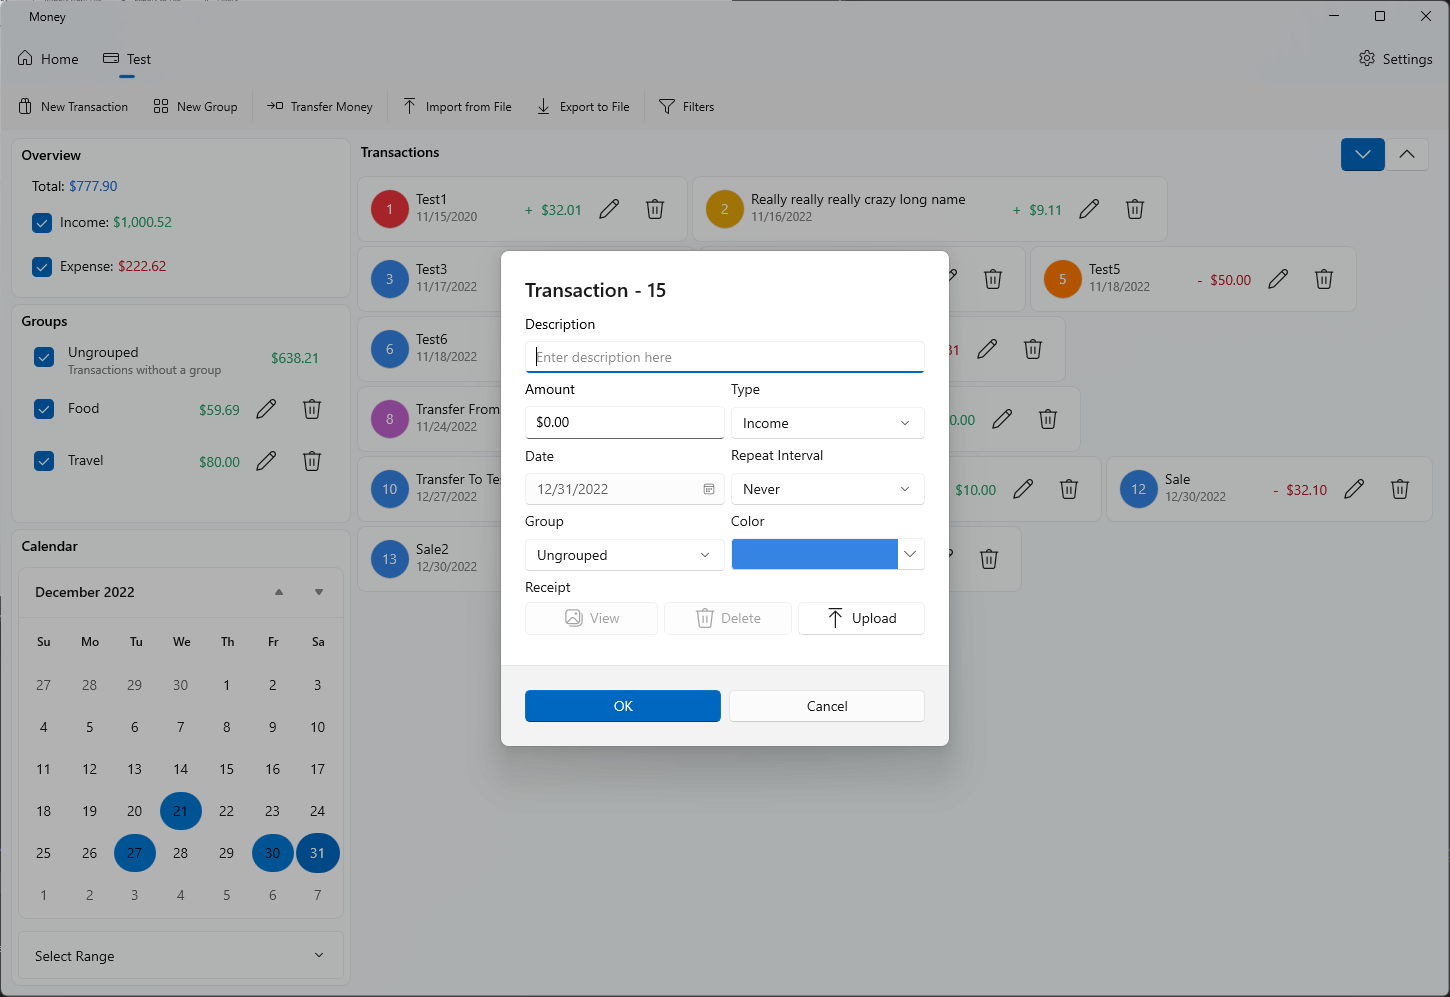 Money
Home
Test
Settings
New Transaction
New Group
Transfer Money
Import from File
Export to File
Filters
Overview
Total: $777.90
Income: $1,000.52
Expense: $222.62
Groups
Ungrouped
Transactions without a group
$638.21
Food
$59.69
Travel
$80.00
Calendar
December 2022
Su Mo Tu We Th Fr Sa
27 28 29 30 1 2 3
4 5 6 7 8 9 10
11 12 13 14 15 16 17
18 19 20 21 22 23 24
25 26 27 28 29 30 31
1 2 3 4 5 6 7
Select Range
Transactions
1
Test1
11/15/2020
+ $32.01
2
Really really really crazy long name
11/16/2022
+ $9.11
3
Test3
11/17/2022
5
Test5
11/18/2022
- $50.00
6
Test6
11/18/2022
31
8
Transfer From
11/24/2022
0.00
10
Transfer To Te
12/27/2022
$10.00
12
Sale
12/30/2022
- $32.10
13
Sale2
12/30/2022
Transaction - 15
Description
Enter description here
Amount
Type
$0.00
Income
Date
Repeat Interval
12/31/2022
Never
Group
Color
Ungrouped
Receipt
View
Delete
Upload
OK
Cancel